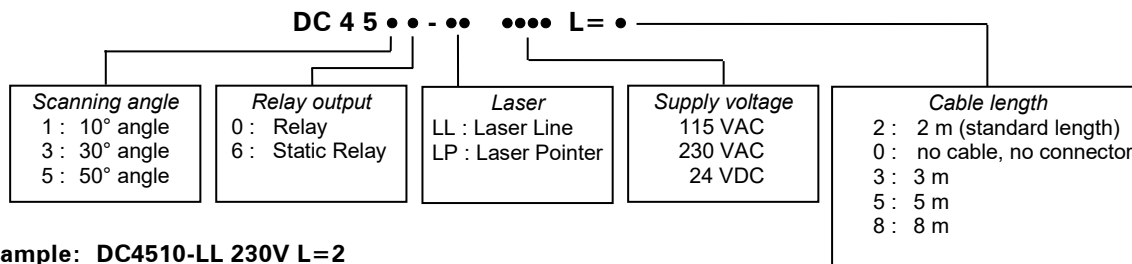 DC 4 5 •• - •• •••• L= •
Scanning angle
1 : 10° angle
3 : 30° angle
5 : 50° angle
Relay output
0 : Relay
6 : Static Relay
Laser
LL : Laser Line
LP : Laser Pointer
Supply voltage
115 VAC
230 VAC
24 VDC
Cable length
2 : 2 m (standard length)
0 : no cable, no connector
3 : 3 m
5 : 5 m
8 : 8 m
ample: DC4510-LL 230V L=2